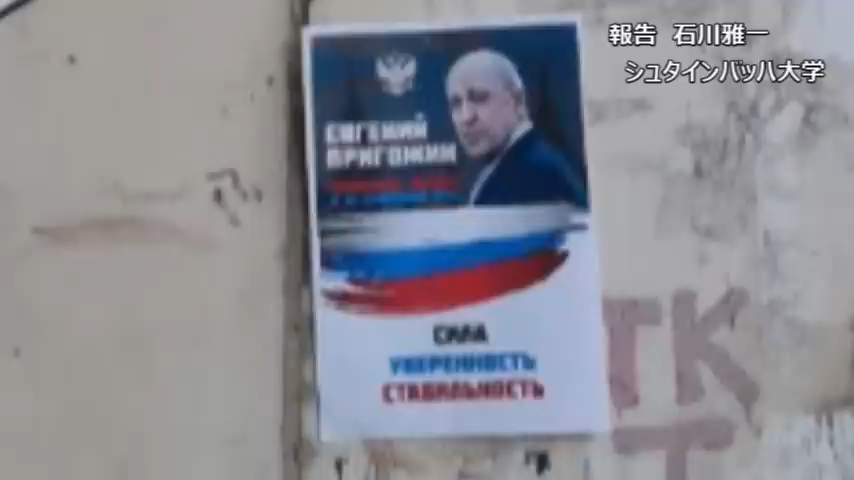 報告 石川雅一
シュタインバッハ大学
ЕВГЕНИЙ
ПРИГОЖИН
СИЛА
УВЕРЕННОСТЬ
СТАБИЛЬНОСТЬ
ТК
Т